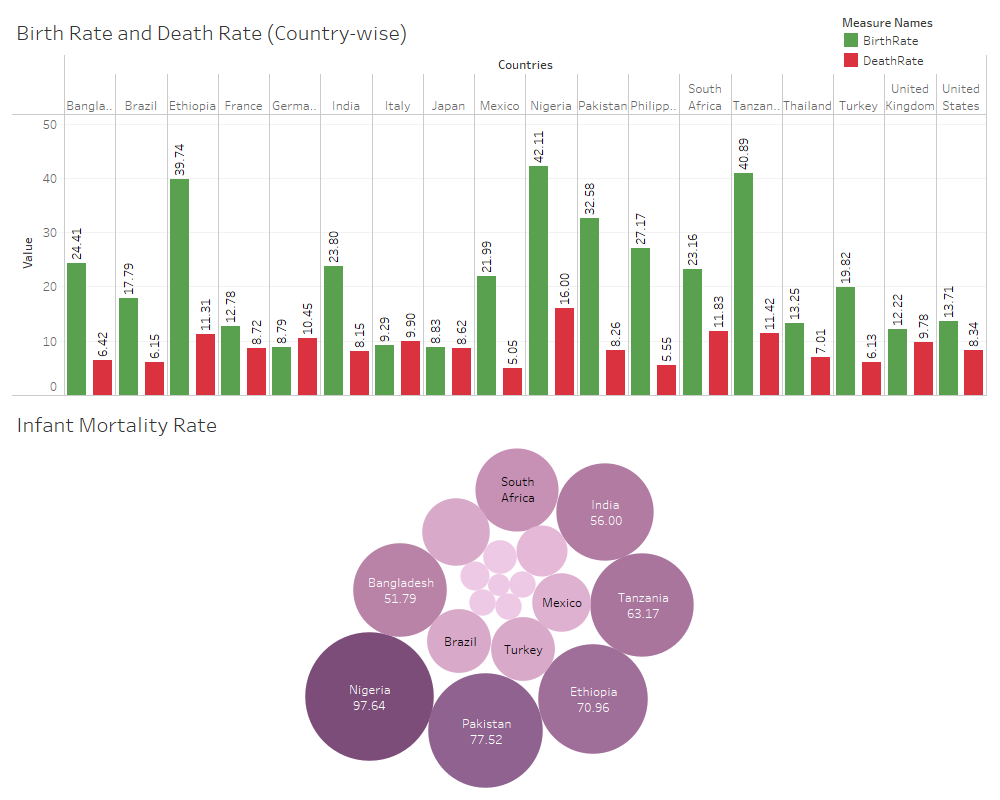 Birth Rate and Death Rate (Country-wise)
Measure Names
BirthRate
DeathRate
Countries
Bangla..
Brazil
Ethiopia
France
Germa..
India
Italy
Japan
Mexico
Nigeria
Pakistan
Philipp..
South
Africa
Tanzan..
Thailand
Turkey
United
Kingdom
United
States
Value
50
40
30
20
10
0
24.41
6.42
17.79
6.15
39.74
11.31
12.78
8.72
8.79
10.45
23.80
8.15
9.29
9.90
8.83
8.62
21.99
5.05
42.11
16.00
32.58
8.26
27.17
5.55
23.16
11.83
40.89
11.42
13.25
7.01
19.82
6.13
12.22
9.78
13.71
8.34
Infant Mortality Rate
South
Africa
India
56.00
Bangladesh
51.79
Tanzania
63.17
Mexico
Brazil
Turkey
Nigeria
97.64
Ethiopia
70.96
Pakistan
77.52